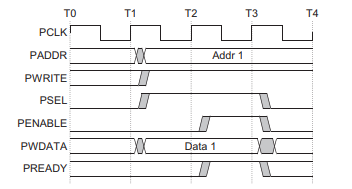 T0 T1 T2 T3 T4
PCLK
PADDR Addr 1
PWRITE
PSEL
PENABLE
PWDATA Data 1
PREADY